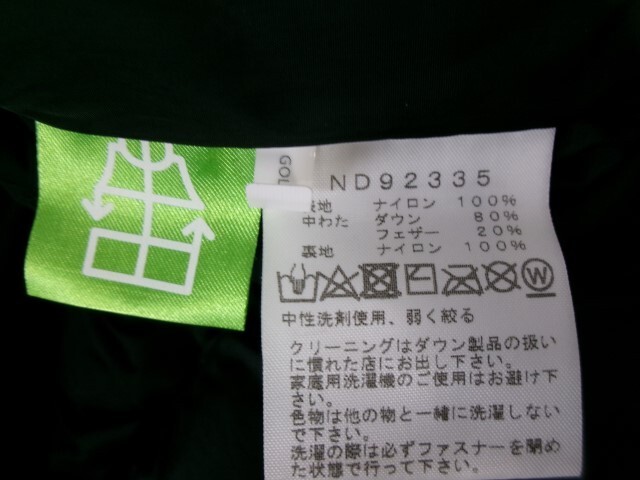 GOL
ND92335
表地 ナイロン 100%
中わた ダウン 80%
フェザー 20%
裏地 ナイロン 100%
W
中性洗剤使用、弱く絞る
クリーニングはダウン製品の扱い
に慣れた店にお出し下さい。
家庭用洗濯機のご使用はお避け下
さい。
色物は他の物と一緒に洗濯しない
で下さい。
洗濯の際は必ずファスナーを閉め
た状態で行って下さい。